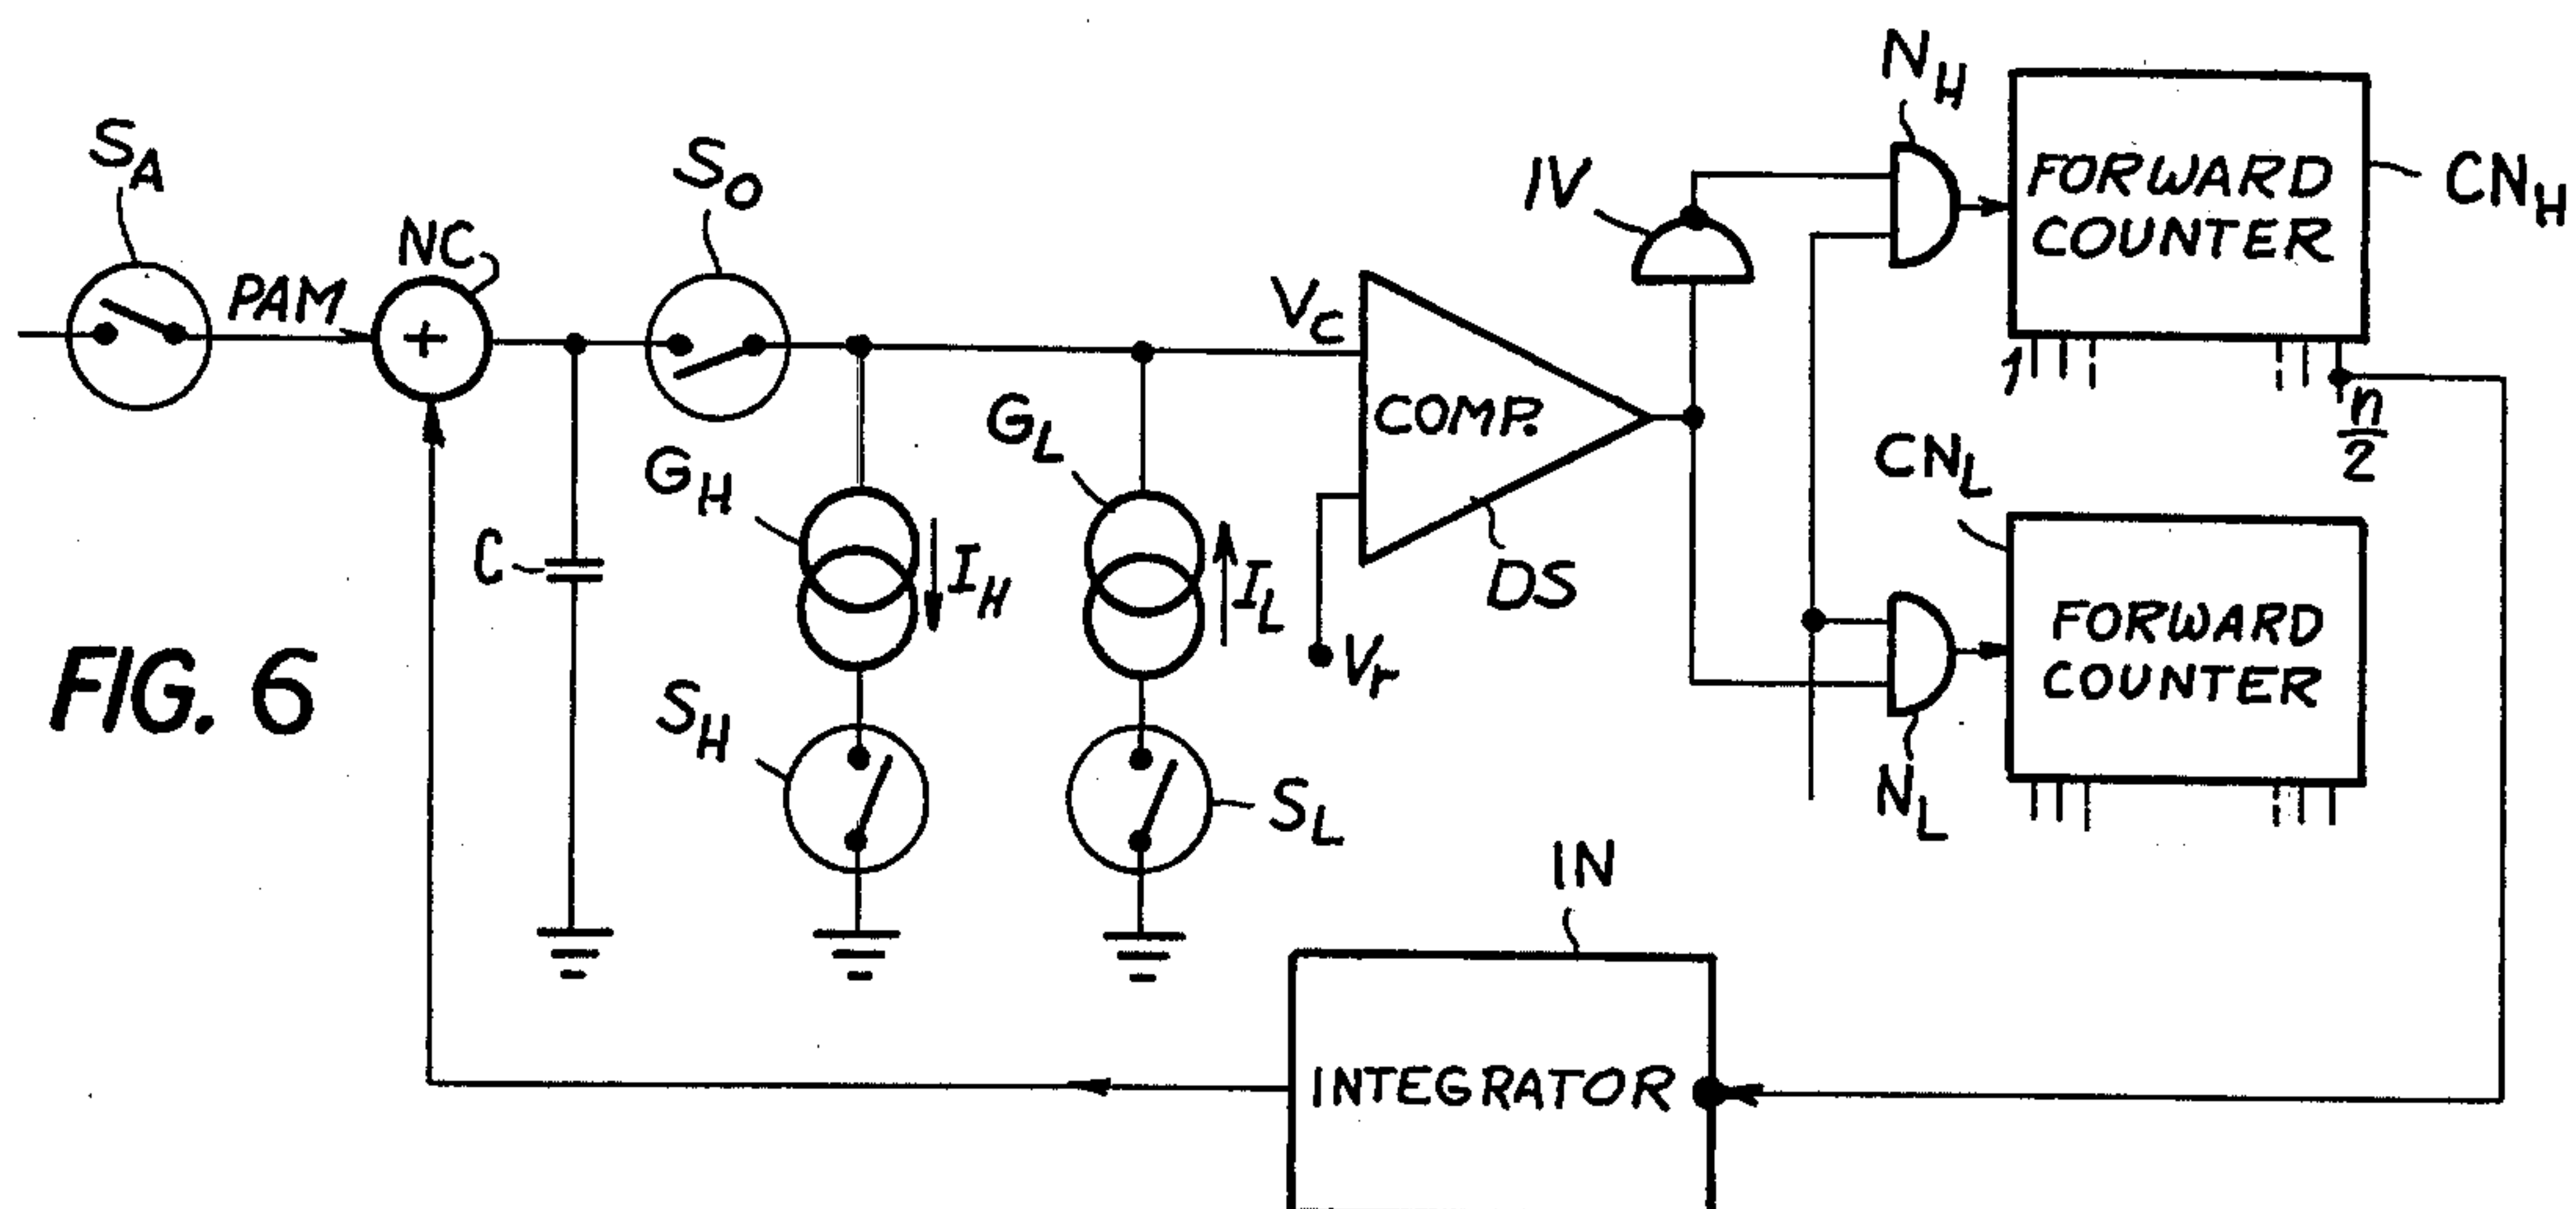 S_A
PAM
NC
+
S_O
C
G_H
I_H
S_H
G_L
I_L
S_L
V_C
COMP.
V_r
DS
IV
N_H
FORWARD
COUNTER
CN_H
1
n/2
CN_L
FORWARD
COUNTER
N_L
IN
INTEGRATOR
FIG. 6